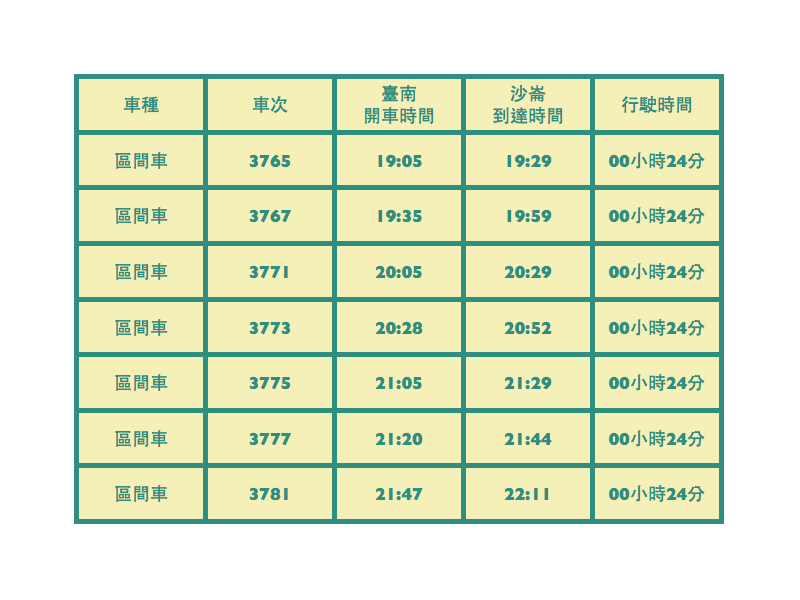 車種 車次 臺南 開車時間 沙崙 到達時間 行駛時間
區間車 3765 19:05 19:29 00小時24分
區間車 3767 19:35 19:59 00小時24分
區間車 3771 20:05 20:29 00小時24分
區間車 3773 20:28 20:52 00小時24分
區間車 3775 21:05 21:29 00小時24分
區間車 3777 21:20 21:44 00小時24分
區間車 3781 21:47 22:11 00小時24分